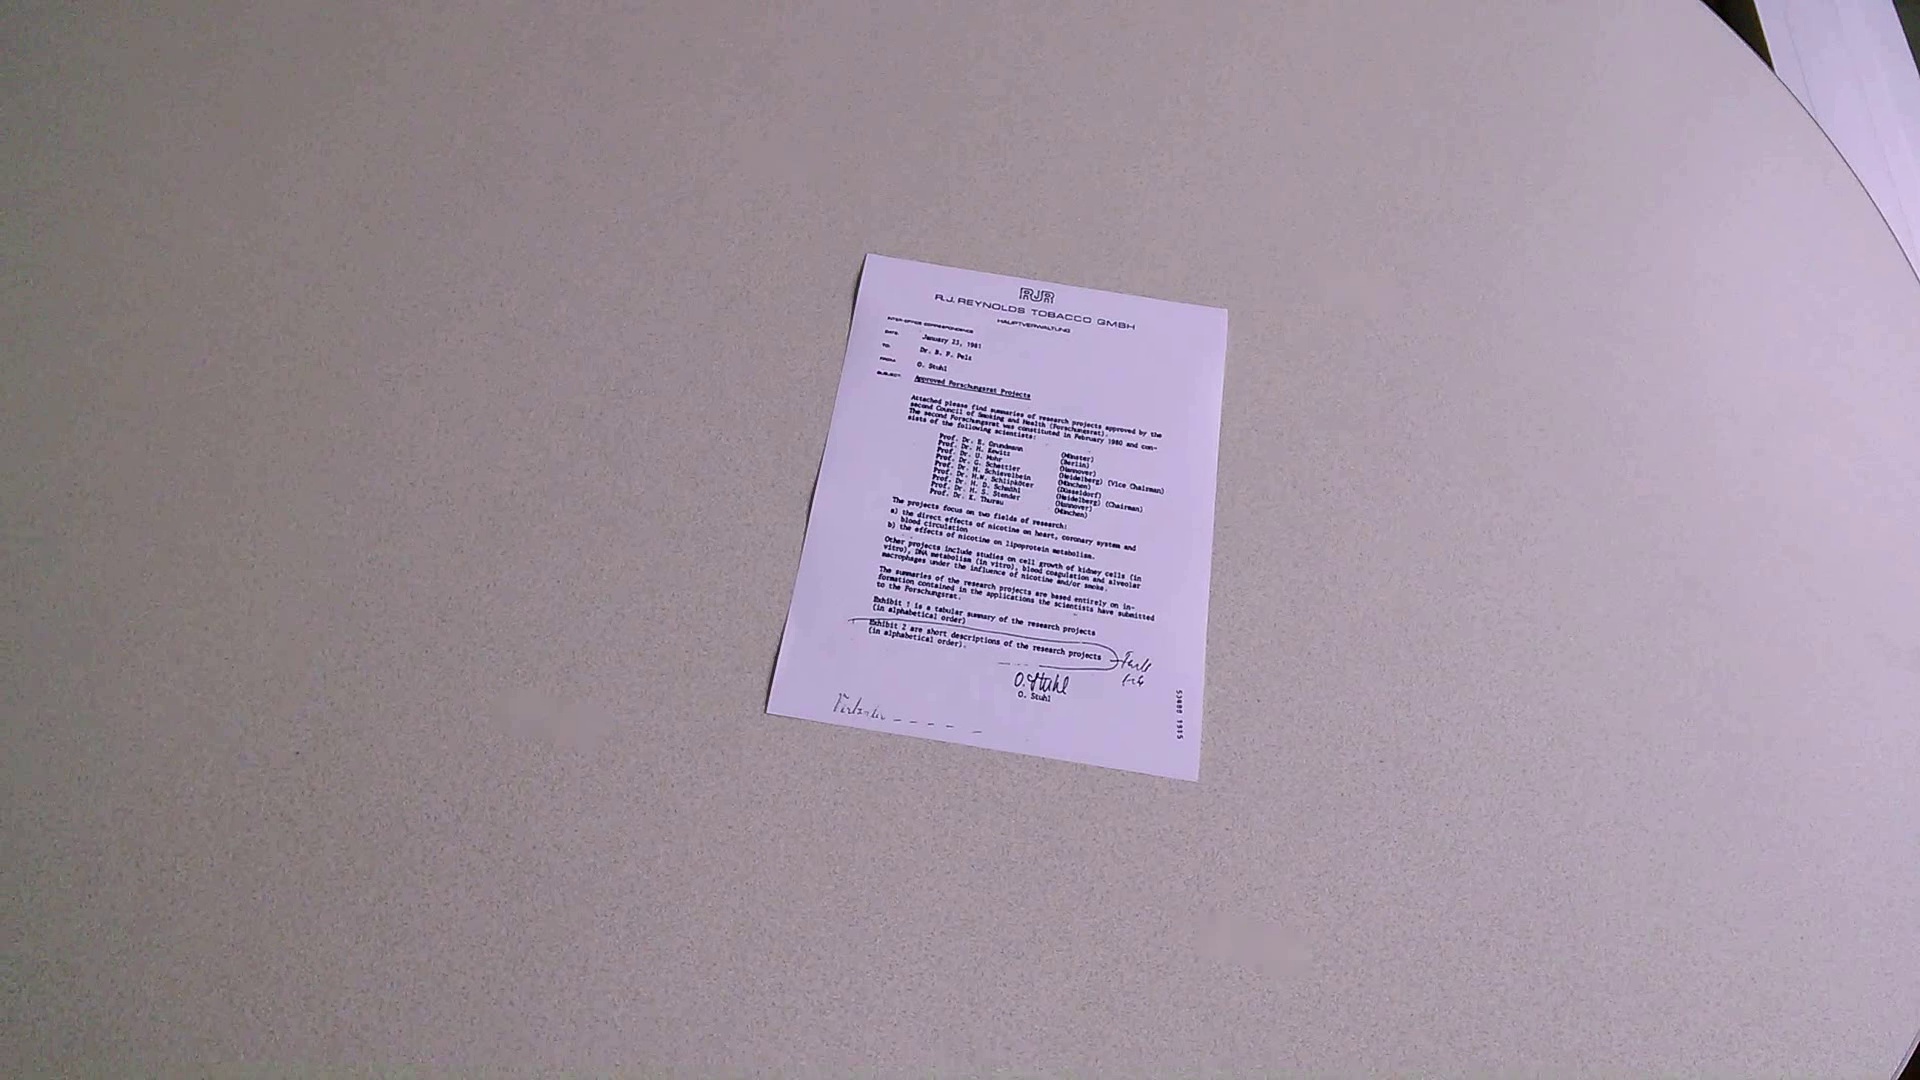 RJR
R.J. REYNOLDS TOBACCO GMBH
HAUPTVERWALTUNG
INTER-OFFICE CORRESPONDENCE
DATE: January 23, 1981
TO: Dr. B. F. Pels
FROM: O. Stuhl
SUBJECT: Approved Forschungsrat Projects
Attached please find summaries of research projects approved by the
second Council of Smoking and Health (Forschungsrat).
The second Forschungsrat was constituted in February 1980 and con-
sists of the following scientists:
Prof. Dr. E. Grundmann (Münster)
Prof. Dr. H. Kewitz (Berlin)
Prof. Dr. U. Mohr (Hannover)
Prof. Dr. G. Schettler (Heidelberg) (Vice Chairman)
Prof. Dr. H. Schievelbein (München)
Prof. Dr. H.W. Schlipköter (Düsseldorf)
Prof. Dr. H. D. Schmähl (Heidelberg) (Chairman)
Prof. Dr. H. S. Stender (Hannover)
Prof. Dr. K. Thurau (München)
The projects focus on two fields of research:
a) the direct effects of nicotine on heart, coronary system and
blood circulation
b) the effects of nicotine on lipoprotein metabolism.
Other projects include studies on cell growth of kidney cells (in
vitro), DNA metabolism (in vitro), blood coagulation and alveolar
macrophages under the influence of nicotine and/or smoke.
The summaries of the research projects are based entirely on in-
formation contained in the applications the scientists have submitted
to the Forschungsrat.
Exhibit 1 is a tabular summary of the research projects
(in alphabetical order)
Exhibit 2 are short descriptions of the research projects
(in alphabetical order).
O. Stuhl
O. Stuhl